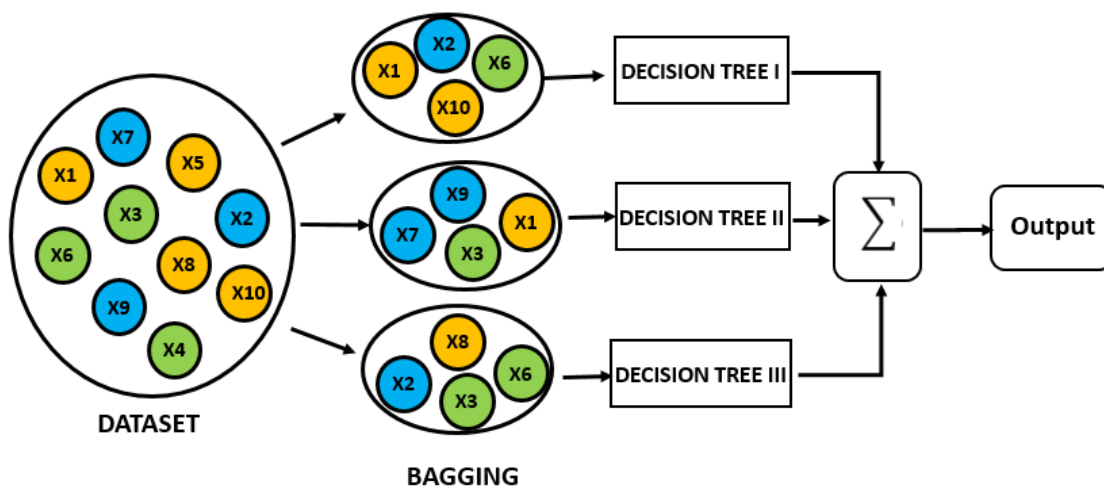 X7
X1
X5
X3
X2
X6
X8
X10
X9
X4
DATASET
X2
X1
X6
X10
X9
X7
X1
X3
X8
X2
X6
X3
BAGGING
DECISION TREE I
DECISION TREE II
DECISION TREE III
∑
Output